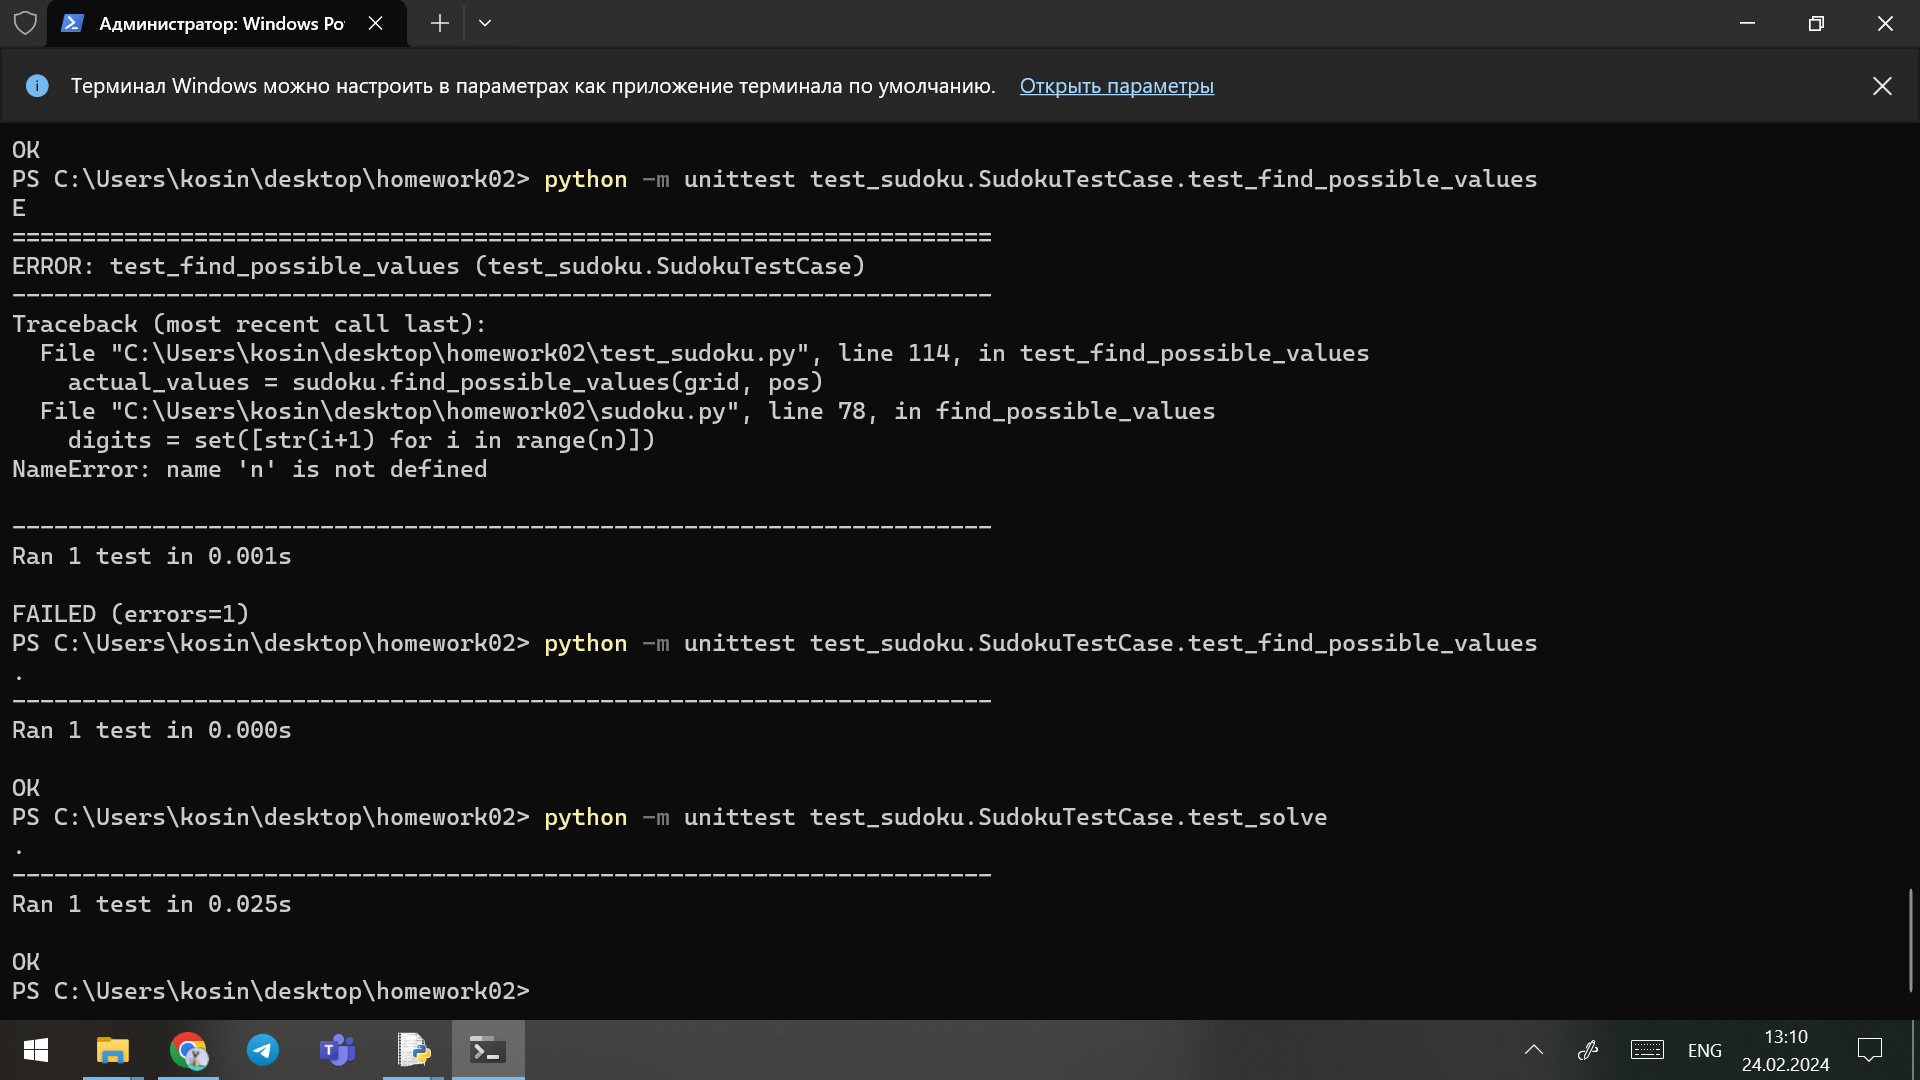 Администратор: Windows Po
Терминал Windows можно настроить в параметрах как приложение терминала по умолчанию. Открыть параметры
OK
PS C:\Users\kosin\desktop\homework02> python -m unittest test_sudoku.SudokuTestCase.test_find_possible_values
E
======================================================================
ERROR: test_find_possible_values (test_sudoku.SudokuTestCase)
----------------------------------------------------------------------
Traceback (most recent call last):
  File "C:\Users\kosin\desktop\homework02\test_sudoku.py", line 114, in test_find_possible_values
    actual_values = sudoku.find_possible_values(grid, pos)
  File "C:\Users\kosin\desktop\homework02\sudoku.py", line 78, in find_possible_values
    digits = set([str(i+1) for i in range(n)])
NameError: name 'n' is not defined
----------------------------------------------------------------------
Ran 1 test in 0.001s
FAILED (errors=1)
PS C:\Users\kosin\desktop\homework02> python -m unittest test_sudoku.SudokuTestCase.test_find_possible_values
.
----------------------------------------------------------------------
Ran 1 test in 0.000s
OK
PS C:\Users\kosin\desktop\homework02> python -m unittest test_sudoku.SudokuTestCase.test_solve
.
----------------------------------------------------------------------
Ran 1 test in 0.025s
OK
PS C:\Users\kosin\desktop\homework02>
ENG
13:10
24.02.2024